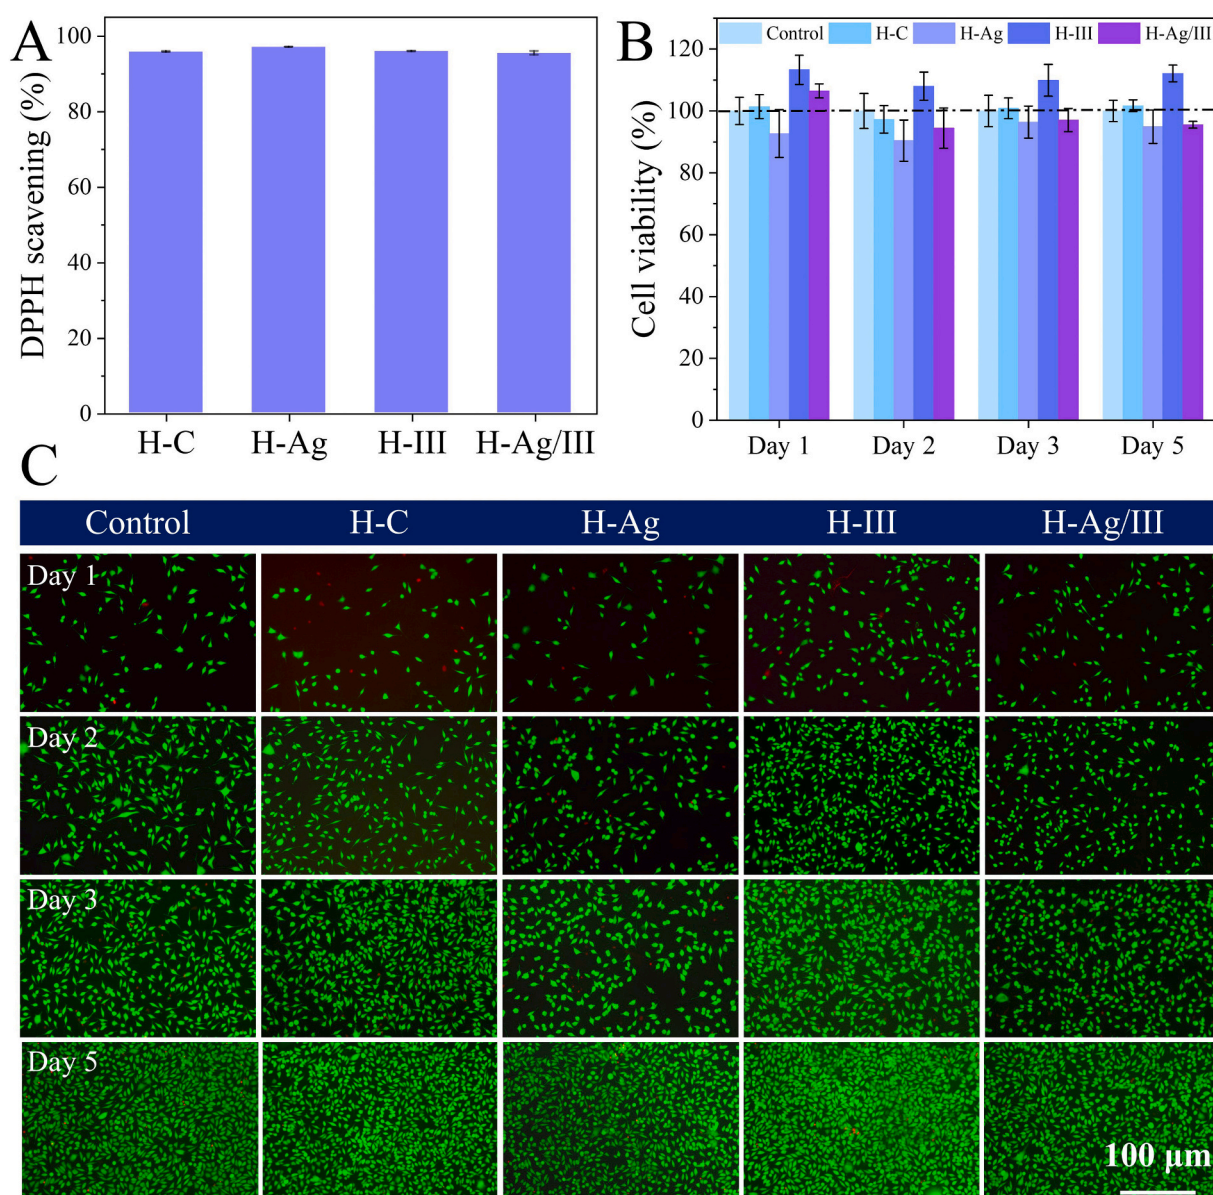 A
DPPH scavening (%)
100
80
60
40
20
0
H-C H-Ag H-III H-Ag/III
B
Control H-C H-Ag H-III H-Ag/III
Cell viability (%)
120
100
80
60
40
20
0
Day 1 Day 2 Day 3 Day 5
C
Control H-C H-Ag H-III H-Ag/III
Day 1
Day 2
Day 3
Day 5
100 μm